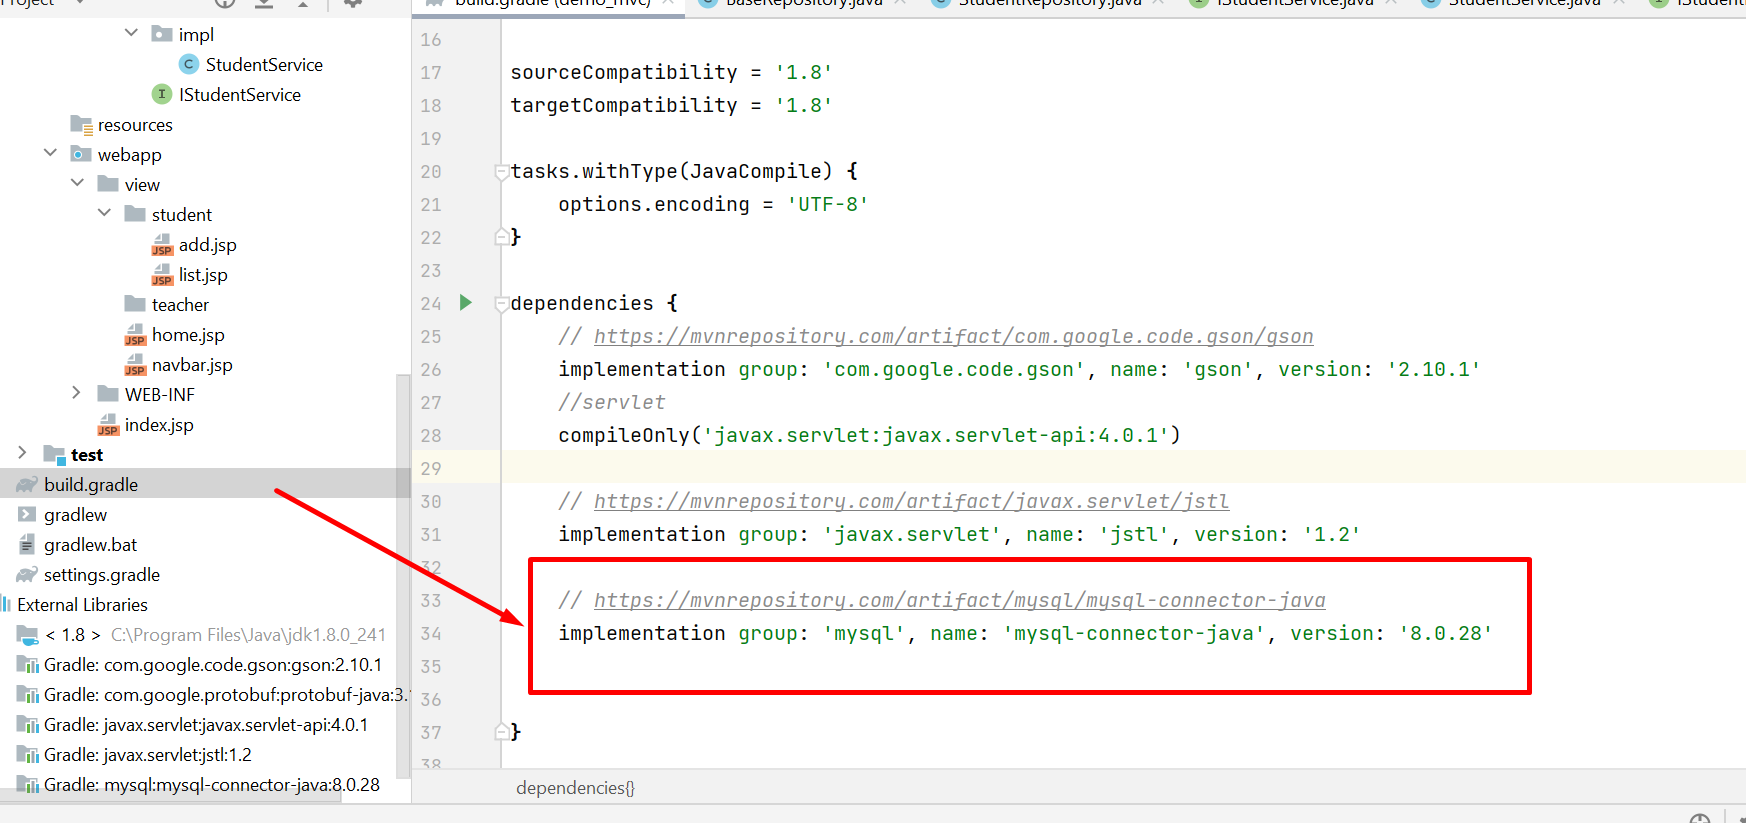 Project
impl
C StudentService
I IStudentService
resources
webapp
view
student
JSP add.jsp
JSP list.jsp
teacher
JSP home.jsp
JSP navbar.jsp
WEB-INF
JSP index.jsp
test
build.gradle
gradlew
gradlew.bat
settings.gradle
External Libraries
< 1.8 > C:\Program Files\Java\jdk1.8.0_241
Gradle: com.google.code.gson:gson:2.10.1
Gradle: com.google.protobuf:protobuf-java:3.
Gradle: javax.servlet:javax.servlet-api:4.0.1
Gradle: javax.servlet:jstl:1.2
Gradle: mysql:mysql-connector-java:8.0.28
build.gradle (demo_mvc) BaseRepository.java StudentRepository.java IStudentService.java StudentService.java
16
17 sourceCompatibility = '1.8'
18 targetCompatibility = '1.8'
19
20 tasks.withType(JavaCompile) {
21 options.encoding = 'UTF-8'
22 }
23
24 dependencies {
25 // https://mvnrepository.com/artifact/com.google.code.gson/gson
26 implementation group: 'com.google.code.gson', name: 'gson', version: '2.10.1'
27 //servlet
28 compileOnly('javax.servlet:javax.servlet-api:4.0.1')
29
30 // https://mvnrepository.com/artifact/javax.servlet/jstl
31 implementation group: 'javax.servlet', name: 'jstl', version: '1.2'
32
33 // https://mvnrepository.com/artifact/mysql/mysql-connector-java
34 implementation group: 'mysql', name: 'mysql-connector-java', version: '8.0.28'
35
36
37 }
38
dependencies{}